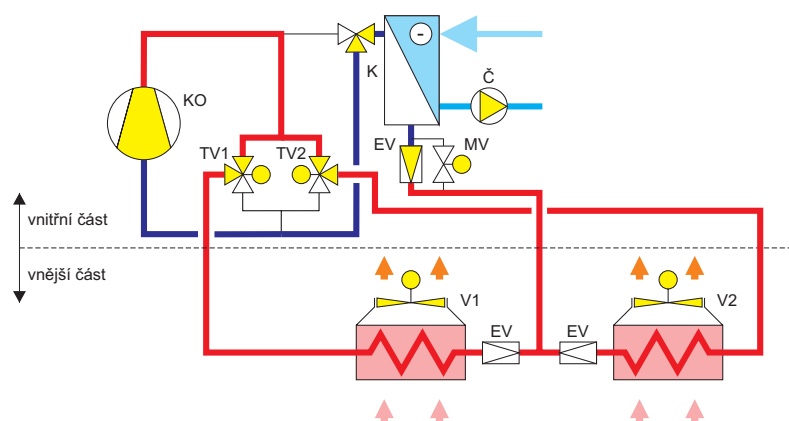 K
-
Č
KO
EV
MV
TV1
TV2
vnitřní část
vnější část
V1
V2
EV
EV